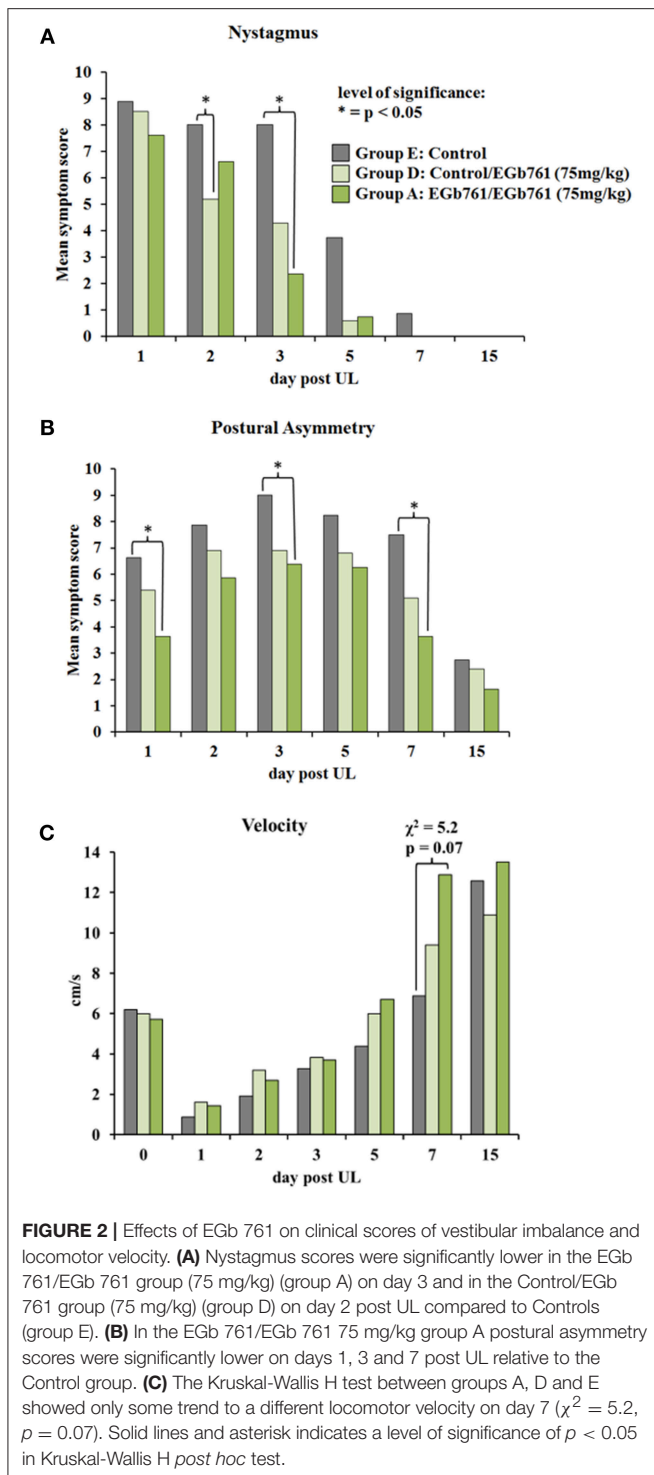 A
Nystagmus
10
9
8
7
6
5
4
3
2
1
0
Mean symptom score
* *
level of significance:
* = p < 0.05
Group E: Control
Group D: Control/EGb761 (75mg/kg)
Group A: EGb761/EGb761 (75mg/kg)
1 2 3 5 7 15
day post UL
B
Postural Asymmetry
10
9
8
7
6
5
4
3
2
1
0
Mean symptom score
* * *
1 2 3 5 7 15
day post UL
C
Velocity
χ² = 5.2
p = 0.07
14
12
10
8
6
4
2
0
cm/s
0 1 2 3 5 7 15
day post UL
FIGURE 2 | Effects of EGb 761 on clinical scores of vestibular imbalance and
locomotor velocity. (A) Nystagmus scores were significantly lower in the EGb
761/EGb 761 group (75 mg/kg) (group A) on day 3 and in the Control/EGb
761 group (75 mg/kg) (group D) on day 2 post UL compared to Controls
(group E). (B) In the EGb 761/EGb 761 75 mg/kg group A postural asymmetry
scores were significantly lower on days 1, 3 and 7 post UL relative to the
Control group. (C) The Kruskal-Wallis H test between groups A, D and E
showed only some trend to a different locomotor velocity on day 7 (χ² = 5.2,
p = 0.07). Solid lines and asterisk indicates a level of significance of p < 0.05
in Kruskal-Wallis H post hoc test.